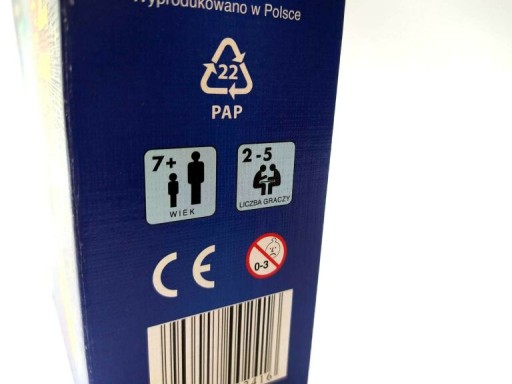 Wyprodukowano w Polsce
22
PAP
7+
WIEK
2-5
LICZBA GRACZY
CE
0-3